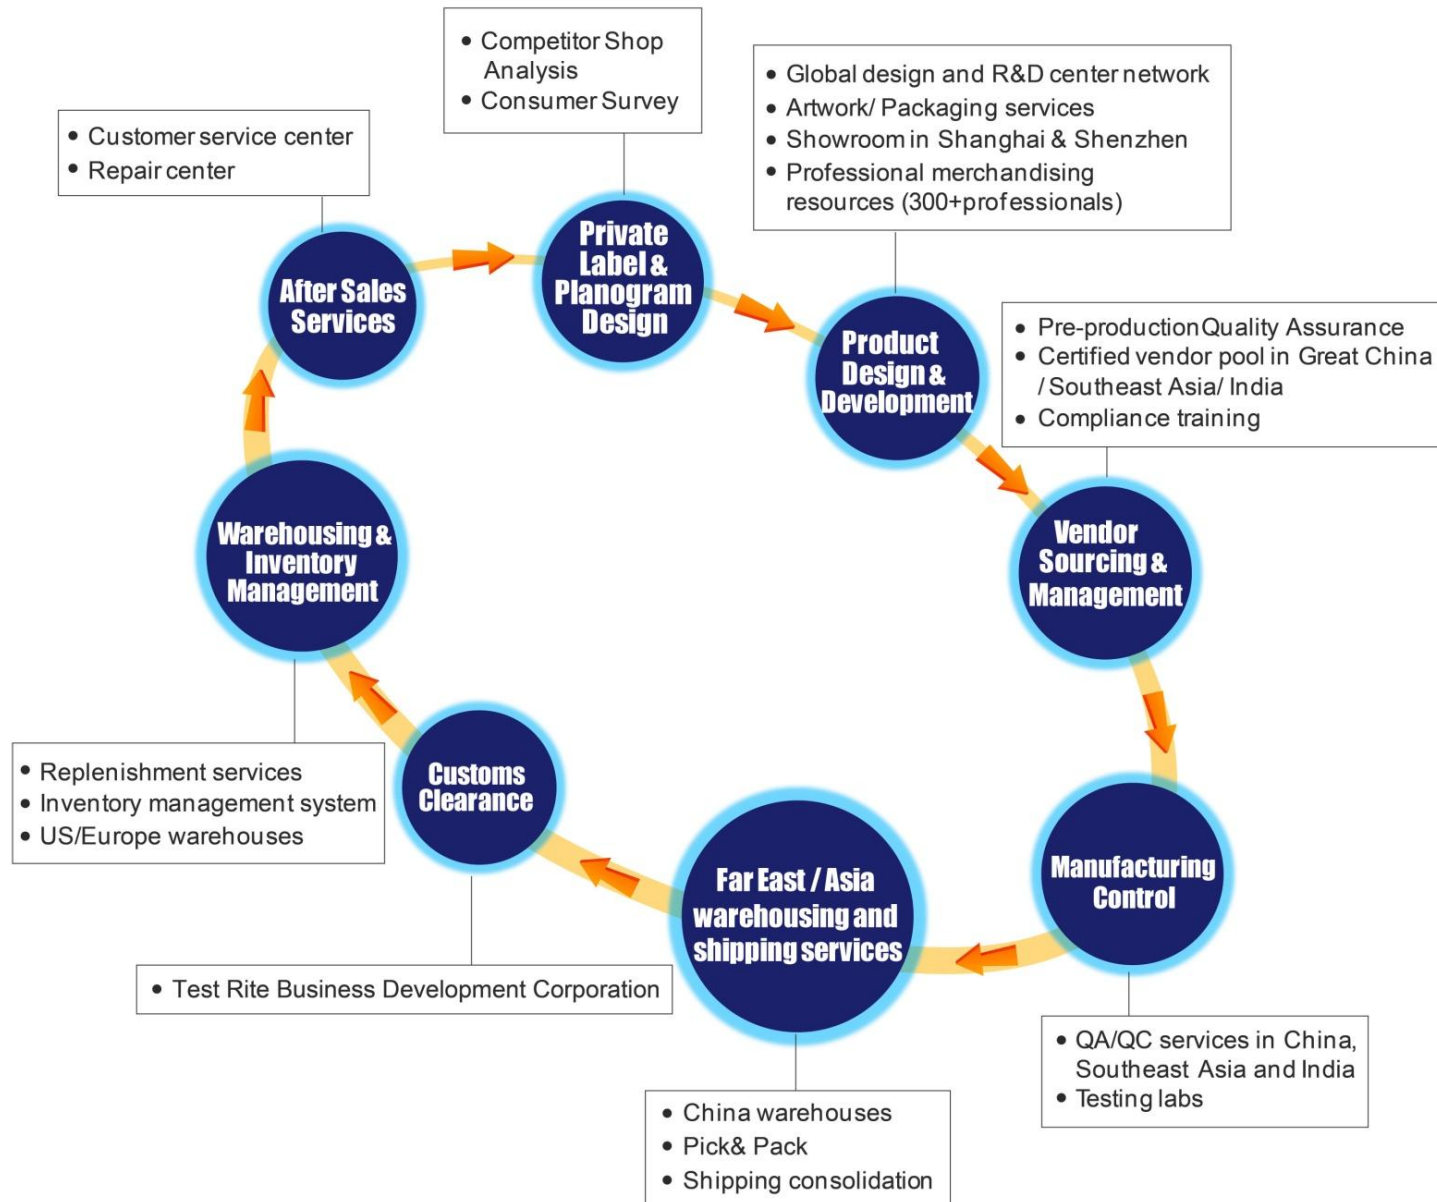 • Competitor Shop
Analysis
• Consumer Survey
• Global design and R&D center network
• Artwork/ Packaging services
• Showroom in Shanghai & Shenzhen
• Professional merchandising
resources (300+professionals)
• Customer service center
• Repair center
Private
Label &
Planogram
Design
After Sales
Services
Product
Design &
Development
• Pre-productionQuality Assurance
• Certified vendor pool in Great China
/ Southeast Asia/ India
• Compliance training
Vendor
Sourcing &
Management
Warehousing &
Inventory
Management
• Replenishment services
• Inventory management system
• US/Europe warehouses
Customs
Clearance
Far East / Asia
warehousing and
shipping services
Manufacturing
Control
• Test Rite Business Development Corporation
• QA/QC services in China,
Southeast Asia and India
• Testing labs
• China warehouses
• Pick& Pack
• Shipping consolidation